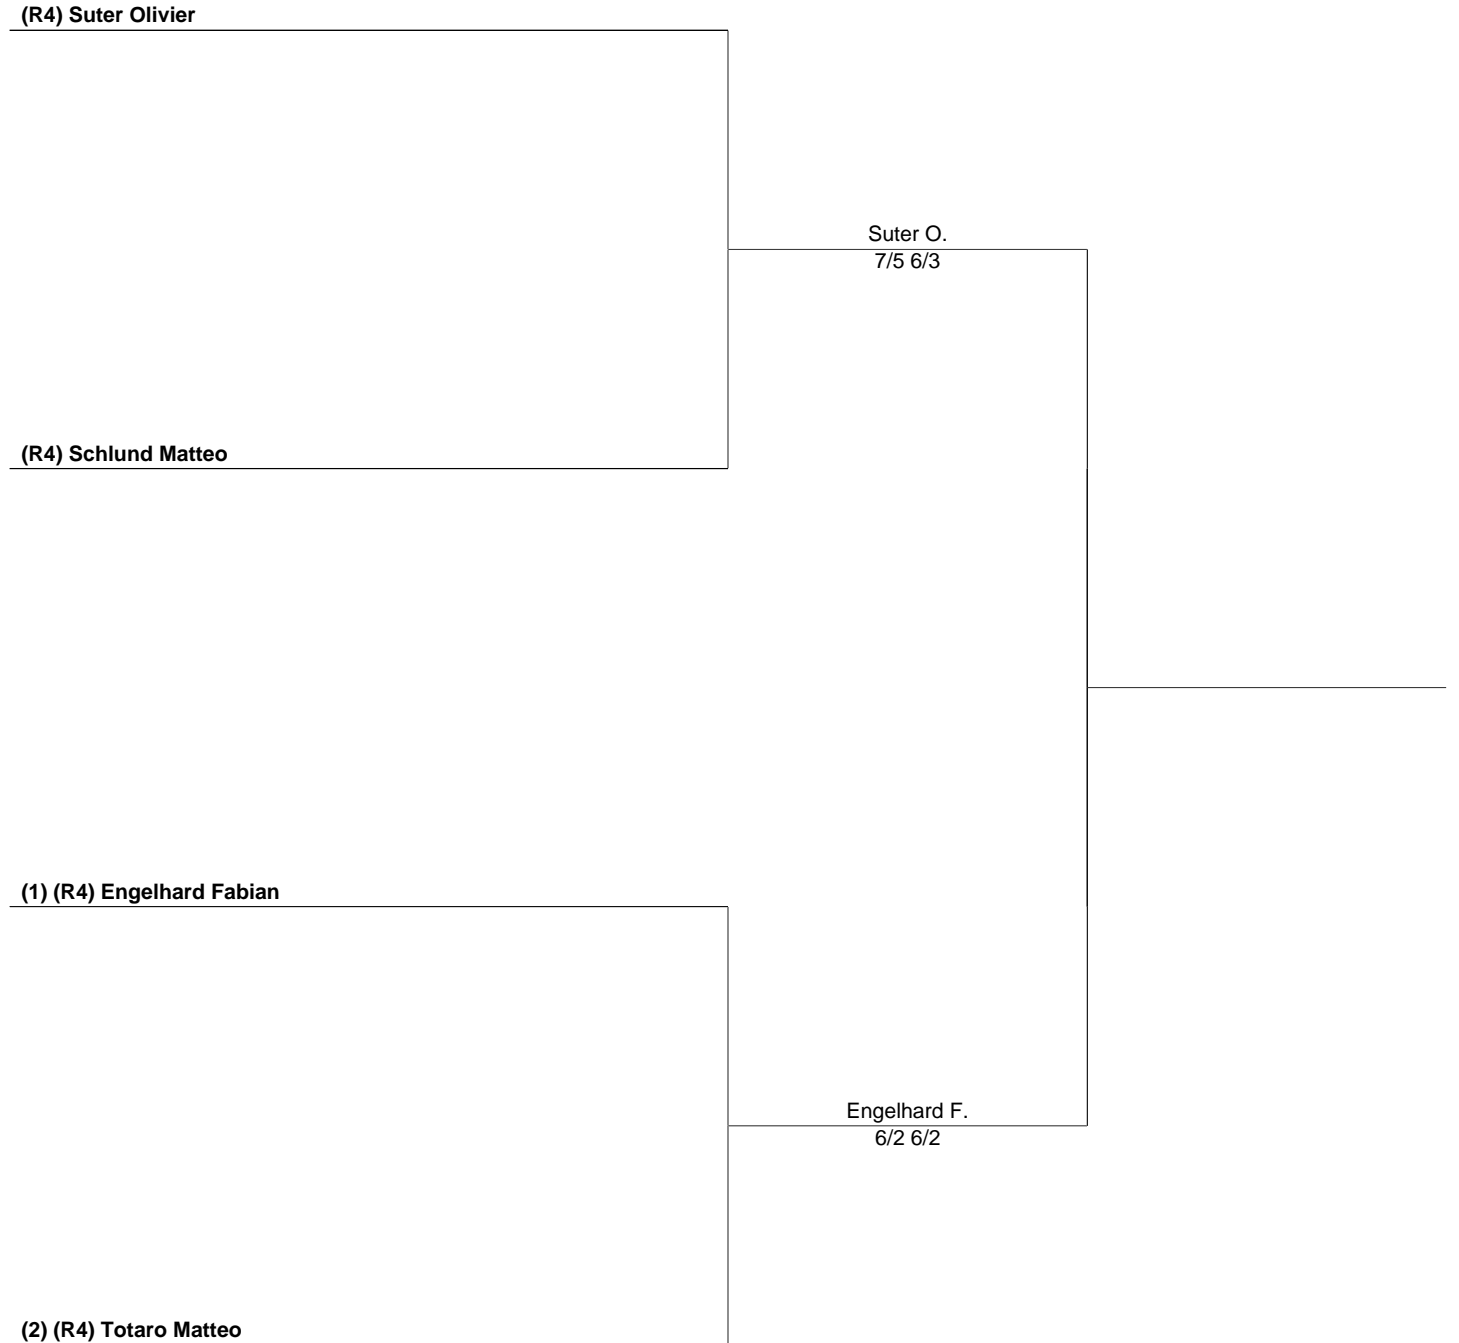 (R4) Suter Olivier
Suter O.
7/5 6/3
(R4) Schlund Matteo
(1) (R4) Engelhard Fabian
Engelhard F.
6/2 6/2
(2) (R4) Totaro Matteo